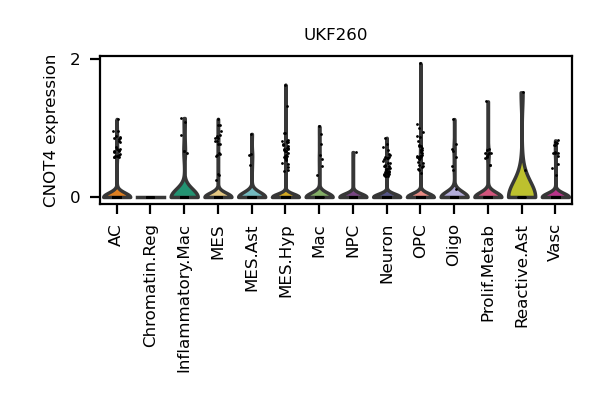 UKF260
CNOT4 expression
2
0
AC
Chromatin.Reg
Inflammatory.Mac
MES
MES.Ast
MES.Hyp
Mac
NPC
Neuron
OPC
Oligo
Prolif.Metab
Reactive.Ast
Vasc